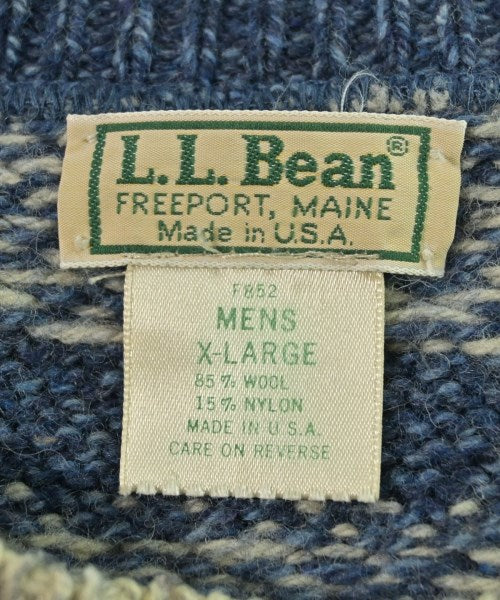 L.L.Bean®
FREEPORT, MAINE
Made in U.S.A.
F852
MENS
X-LARGE
85% WOOL
15% NYLON
MADE IN U.S.A.
CARE ON REVERSE